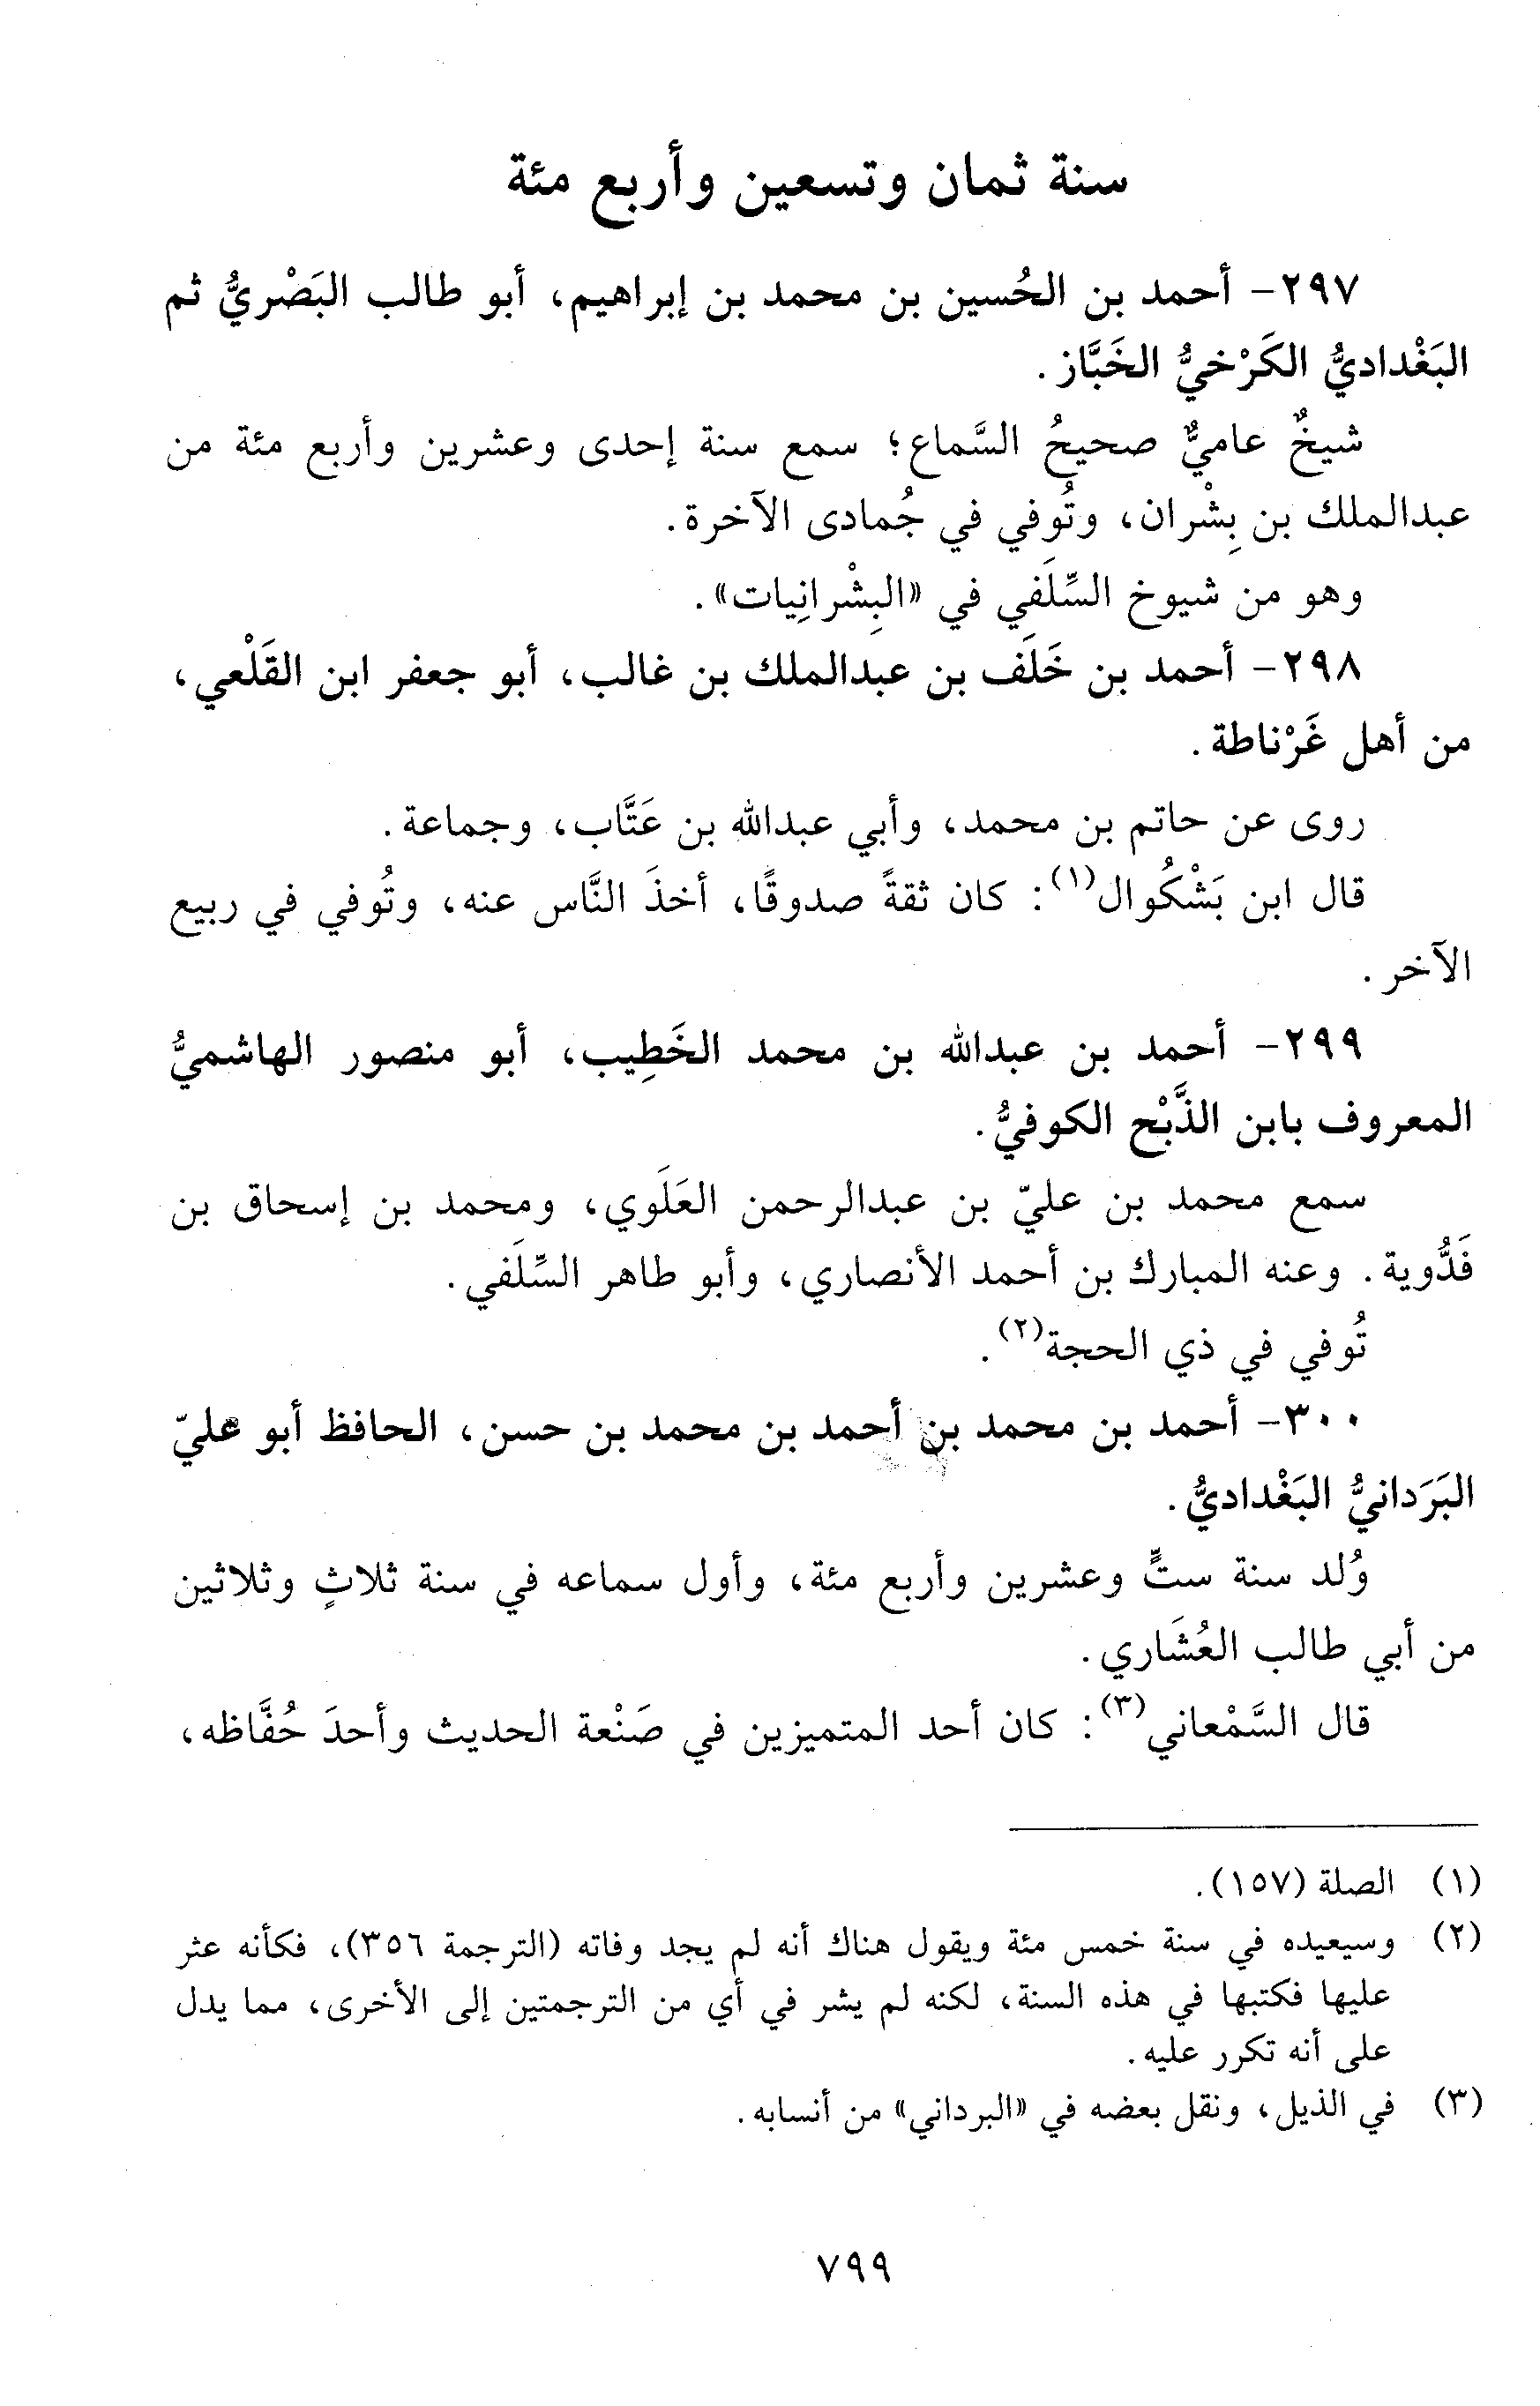 سنة ثمان وتسعين وأربع مئة
٢٩٧- أحمد بن الحُسين بن محمد بن إبراهيم، أبو طالب البَصْريُّ ثم
البَغْداديُّ الكَرْخيُّ الخَبَّاز.
شيخٌ عاميٌّ صحيحُ السَّماع؛ سمع سنة إحدى وعشرين وأربع مئة من
عبدالملك بن بِشْران، وتُوفي في جُمادى الآخرة.
وهو من شيوخ السِّلَفي في «البِشْرانِيات».
٢٩٨- أحمد بن خَلَف بن عبدالملك بن غالب، أبو جعفر ابن القَلْعي،
من أهل غَرْناطة.
روى عن حاتم بن محمد، وأبي عبدالله بن عَتَّاب، وجماعة.
قال ابن بَشْكُوال(١): كان ثقةً صدوقًا، أخذَ النَّاس عنه، وتُوفي في ربيع
الآخر.
٢٩٩- أحمد بن عبدالله بن محمد الخَطِيب، أبو منصور الهاشميُّ
المعروف بابن الذَّبْح الكوفيُّ.
سمع محمد بن عليّ بن عبدالرحمن العَلَوي، ومحمد بن إسحاق بن
فَدُّوية. وعنه المبارك بن أحمد الأنصاري، وأبو طاهر السِّلَفي.
تُوفي في ذي الحجة(٢).
٣٠٠- أحمد بن محمد بن أحمد بن محمد بن حسن، الحافظ أبو عليّ
البَرَدانيُّ البَغْداديُّ.
وُلد سنة ستٍّ وعشرين وأربع مئة، وأول سماعه في سنة ثلاثٍ وثلاثين
من أبي طالب العُشَاري.
قال السَّمْعاني(٣): كان أحد المتميزين في صَنْعة الحديث وأحدَ حُفَّاظه،
(١) الصلة (١٥٧).
(٢) وسيعيده في سنة خمس مئة ويقول هناك أنه لم يجد وفاته (الترجمة ٣٥٦)، فكأنه عثر
عليها فكتبها في هذه السنة، لكنه لم يشر في أي من الترجمتين إلى الأخرى، مما يدل
على أنه تكرر عليه.
(٣) في الذيل، ونقل بعضه في «البرداني» من أنسابه.
٧٩٩